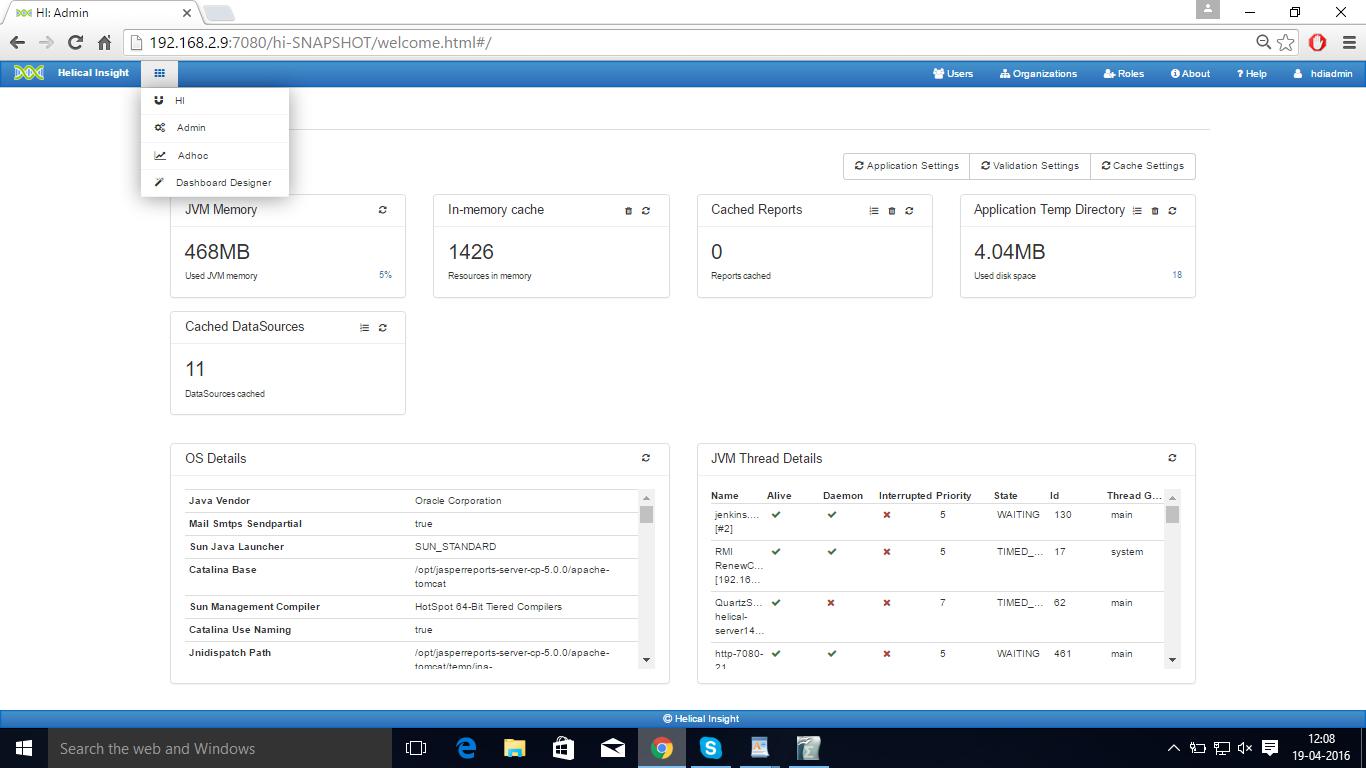 HI: Admin
192.168.2.9:7080/hi-SNAPSHOT/welcome.html#/
Helical Insight
Users
Organizations
Roles
About
Help
hdiadmin
HI
Admin
Adhoc
Dashboard Designer
Application Settings
Validation Settings
Cache Settings
JVM Memory
468MB
Used JVM memory
5%
In-memory cache
1426
Resources in memory
Cached Reports
0
Reports cached
Application Temp Directory
4.04MB
Used disk space
18
Cached DataSources
11
DataSources cached
OS Details
Java Vendor Oracle Corporation
Mail Smtps Sendpartial true
Sun Java Launcher SUN_STANDARD
Catalina Base /opt/jasperreports-server-cp-5.0.0/apache-
tomcat
Sun Management Compiler HotSpot 64-Bit Tiered Compilers
Catalina Use Naming true
Jnidispatch Path /opt/jasperreports-server-cp-5.0.0/apache-
tomcat/temp/jna-
JVM Thread Details
Name Alive Daemon Interrupted Priority State Id Thread G...
jenkins.... 5 WAITING 130 main
[#2]
RMI 5 TIMED_... 17 system
RenewC...
[192.16...
QuartzS... 7 TIMED_... 62 main
helical-
server14...
http-7080- 5 WAITING 461 main
21
© Helical Insight
Search the web and Windows
12:08
19-04-2016